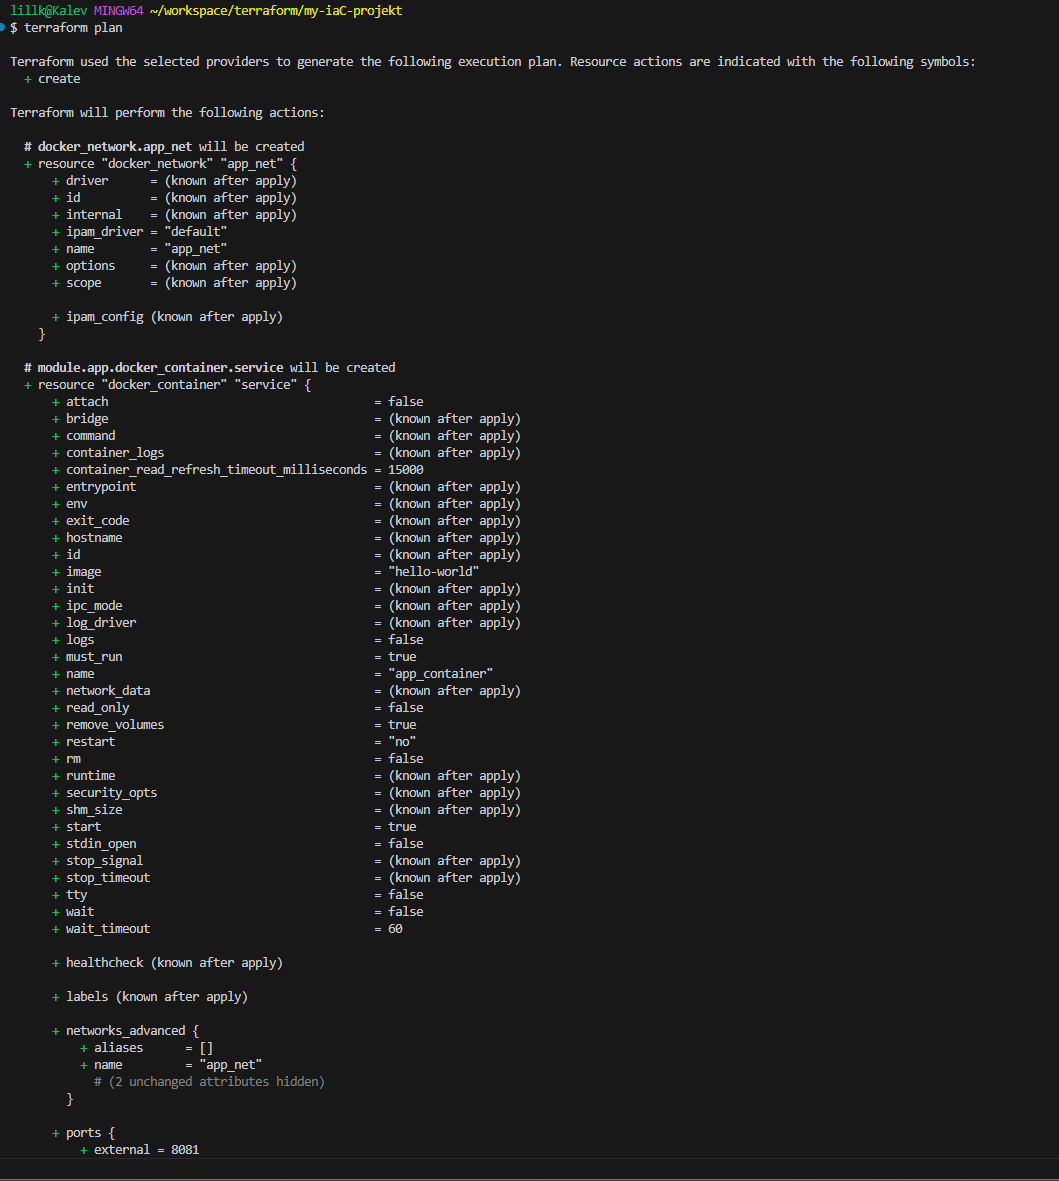 lillk@Kalev MINGW64 ~/workspace/terraform/my-iaC-projekt
$ terraform plan
Terraform used the selected providers to generate the following execution plan. Resource actions are indicated with the following symbols:
+ create
Terraform will perform the following actions:
# docker_network.app_net will be created
+ resource "docker_network" "app_net" {
+ driver = (known after apply)
+ id = (known after apply)
+ internal = (known after apply)
+ ipam_driver = "default"
+ name = "app_net"
+ options = (known after apply)
+ scope = (known after apply)
+ ipam_config (known after apply)
}
# module.app.docker_container.service will be created
+ resource "docker_container" "service" {
+ attach = false
+ bridge = (known after apply)
+ command = (known after apply)
+ container_logs = (known after apply)
+ container_read_refresh_timeout_milliseconds = 15000
+ entrypoint = (known after apply)
+ env = (known after apply)
+ exit_code = (known after apply)
+ hostname = (known after apply)
+ id = (known after apply)
+ image = "hello-world"
+ init = (known after apply)
+ ipc_mode = (known after apply)
+ log_driver = (known after apply)
+ logs = false
+ must_run = true
+ name = "app_container"
+ network_data = (known after apply)
+ read_only = false
+ remove_volumes = true
+ restart = "no"
+ rm = false
+ runtime = (known after apply)
+ security_opts = (known after apply)
+ shm_size = (known after apply)
+ start = true
+ stdin_open = false
+ stop_signal = (known after apply)
+ stop_timeout = (known after apply)
+ tty = false
+ wait = false
+ wait_timeout = 60
+ healthcheck (known after apply)
+ labels (known after apply)
+ networks_advanced {
+ aliases = []
+ name = "app_net"
# (2 unchanged attributes hidden)
}
+ ports {
+ external = 8081